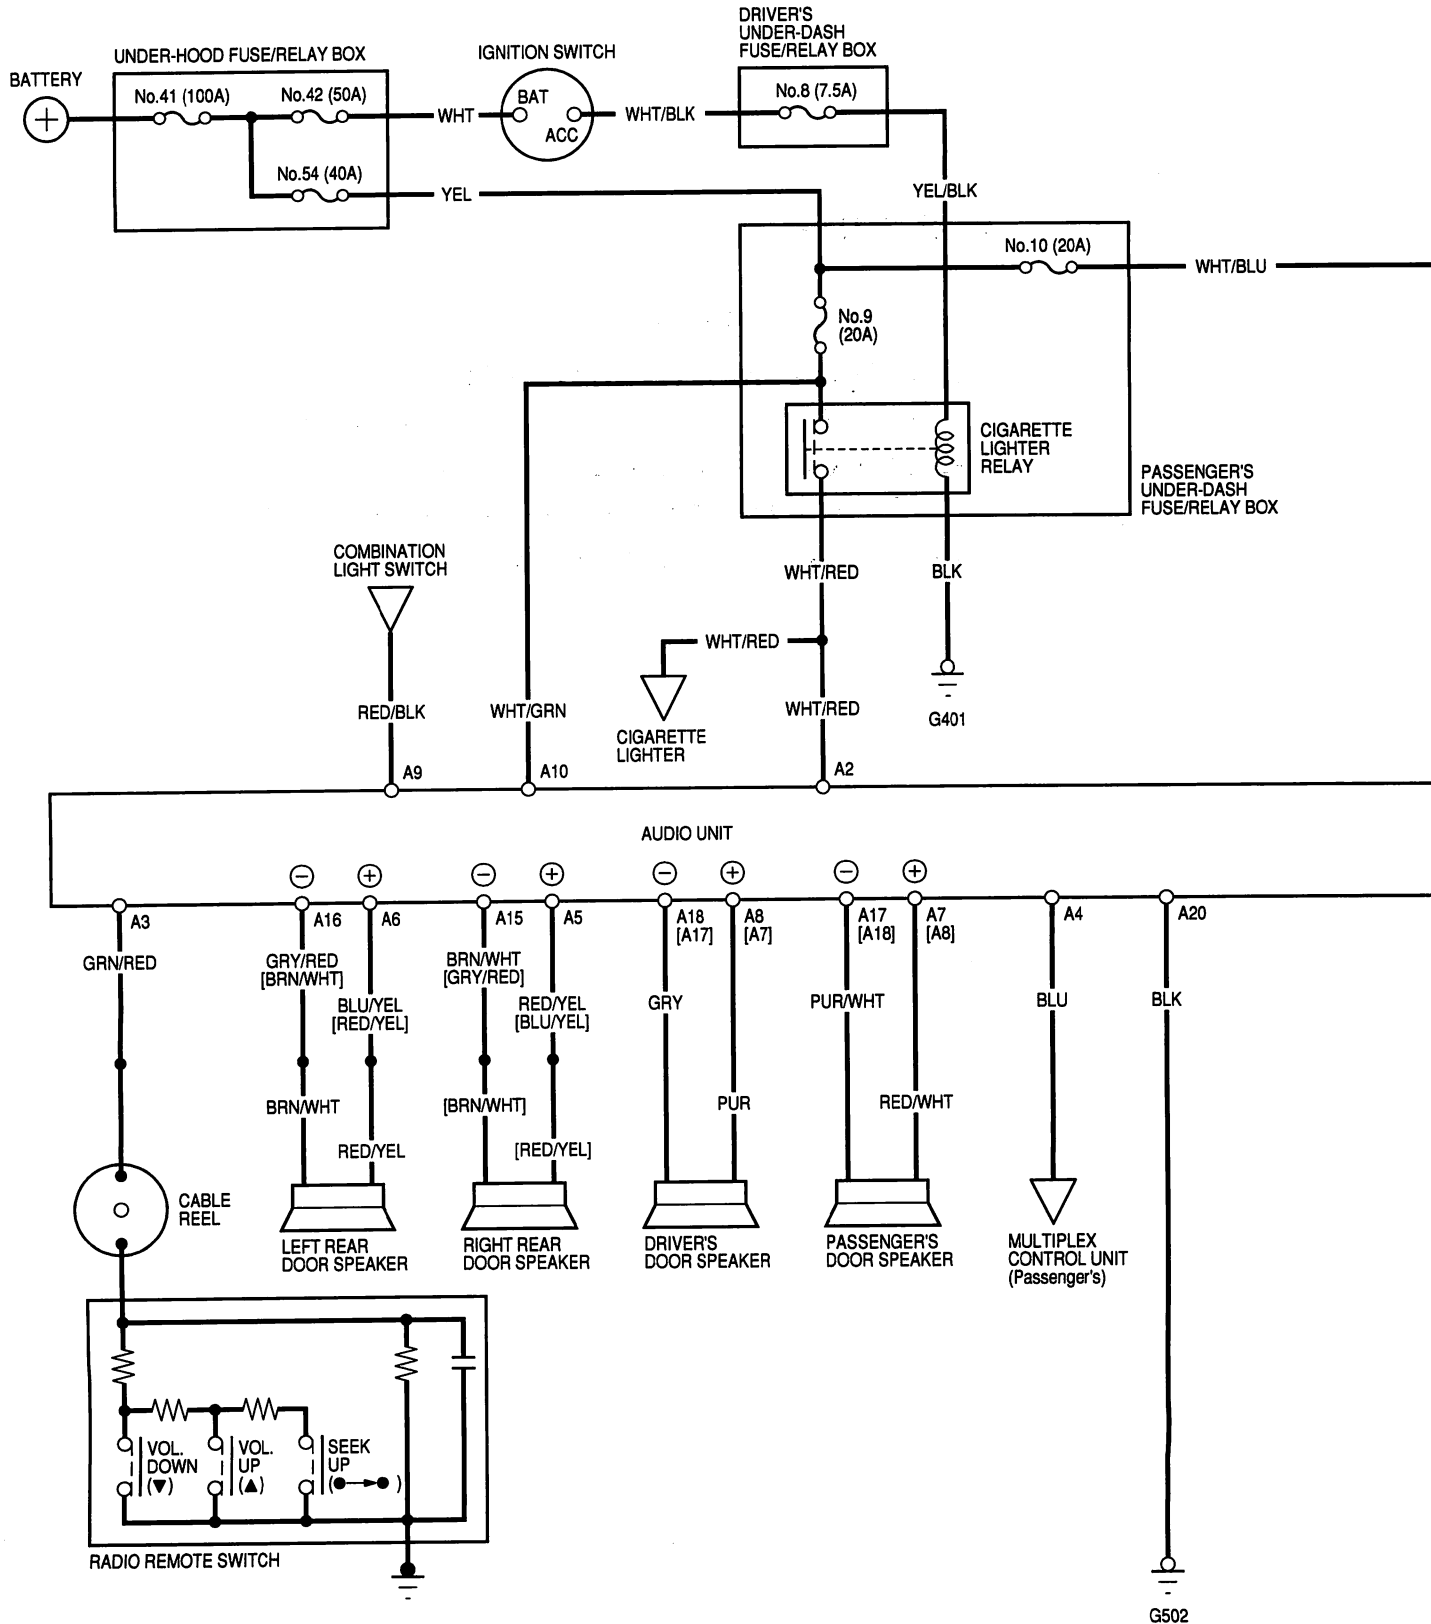 DRIVER'S
UNDER-DASH
FUSE/RELAY BOX
UNDER-HOOD FUSE/RELAY BOX
IGNITION SWITCH
BATTERY
No.41 (100A)
No.42 (50A)
BAT
ACC
No.8 (7.5A)
WHT
WHT/BLK
No.54 (40A)
YEL
YEL/BLK
No.10 (20A)
WHT/BLU
No.9
(20A)
CIGARETTE
LIGHTER
RELAY
PASSENGER'S
UNDER-DASH
FUSE/RELAY BOX
COMBINATION
LIGHT SWITCH
WHT/RED
BLK
WHT/RED
RED/BLK
WHT/GRN
WHT/RED
G401
CIGARETTE
LIGHTER
A9
A10
A2
AUDIO UNIT
− + − + − + − +
A3
A16
A6
A15
A5
A18
[A17]
A8
[A7]
A17
[A18]
A7
[A8]
A4
A20
GRN/RED
GRY/RED
[BRN/WHT]
BLU/YEL
[RED/YEL]
BRN/WHT
[GRY/RED]
RED/YEL
[BLU/YEL]
GRY
PUR/WHT
BLU
BLK
BRN/WHT
RED/YEL
[BRN/WHT]
[RED/YEL]
PUR
RED/WHT
CABLE
REEL
LEFT REAR
DOOR SPEAKER
RIGHT REAR
DOOR SPEAKER
DRIVER'S
DOOR SPEAKER
PASSENGER'S
DOOR SPEAKER
MULTIPLEX
CONTROL UNIT
(Passenger's)
VOL.
DOWN
(▼)
VOL.
UP
(▲)
SEEK
UP
(●→●)
RADIO REMOTE SWITCH
G502